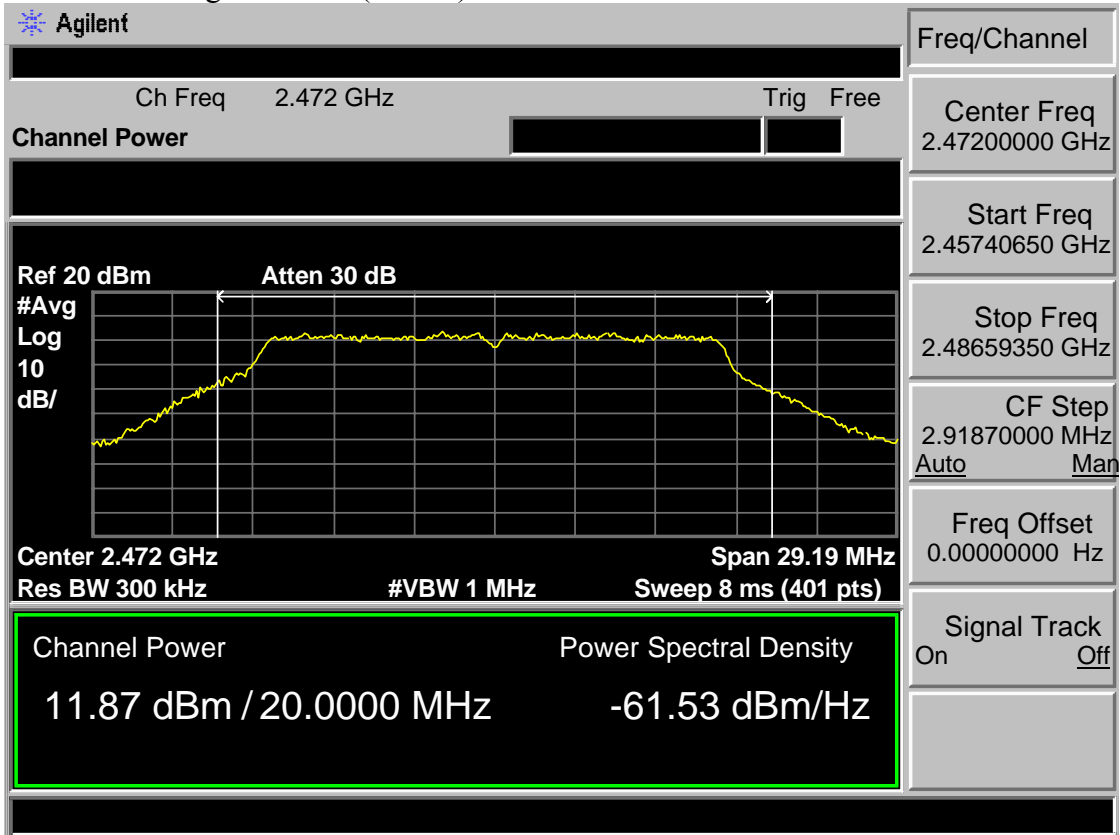 Agilent
Freq/Channel
Ch Freq 2.472 GHz Trig Free
Channel Power
Center Freq
2.47200000 GHz
Start Freq
2.45740650 GHz
Stop Freq
2.48659350 GHz
CF Step
2.91870000 MHz
Auto Man
Freq Offset
0.00000000 Hz
Signal Track
On Off
Ref 20 dBm Atten 30 dB
#Avg
Log
10
dB/
Center 2.472 GHz Span 29.19 MHz
Res BW 300 kHz #VBW 1 MHz Sweep 8 ms (401 pts)
Channel Power Power Spectral Density
11.87 dBm / 20.0000 MHz -61.53 dBm/Hz